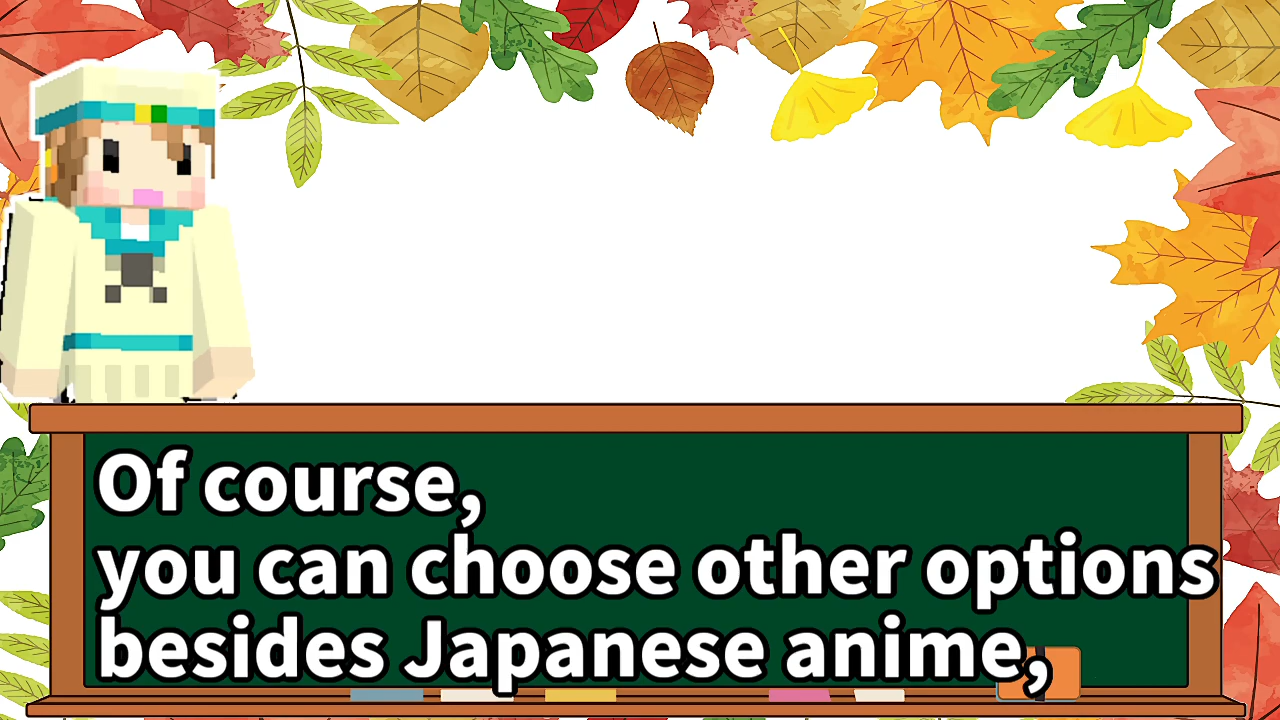 Of course,
you can choose other options
besides Japanese anime,